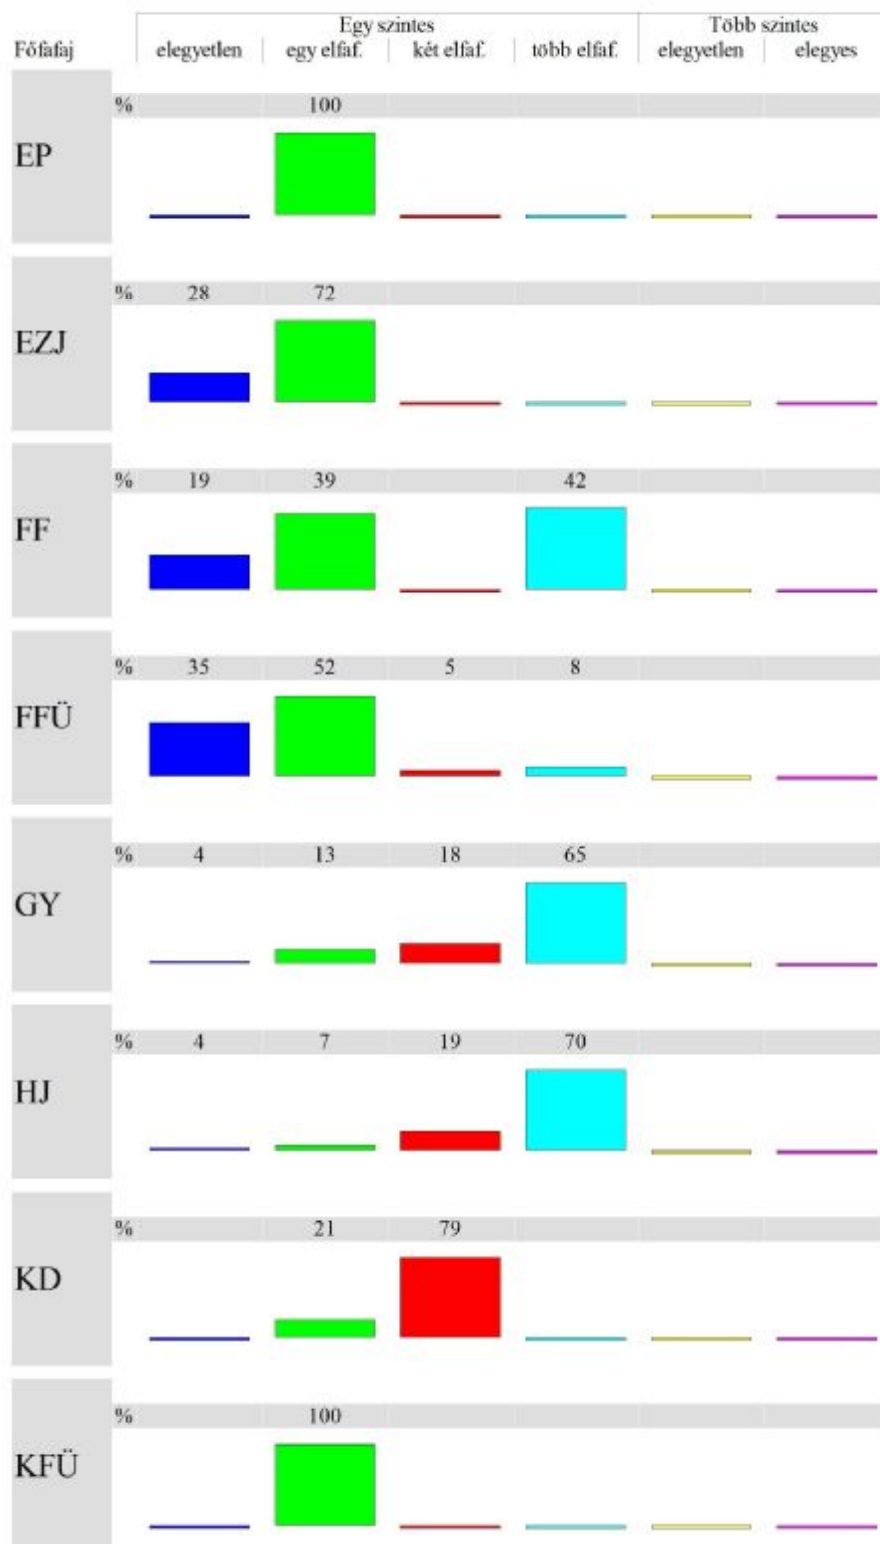 Egy szintes Több szintes
Főfafaj elegyetlen egy elfaf. két elfaf. több elfaf. elegyetlen elegyes
% 100
EP
% 28 72
EZJ
% 19 39 42
FF
% 35 52 5 8
FFÜ
% 4 13 18 65
GY
% 4 7 19 70
HJ
% 21 79
KD
% 100
KFÜ